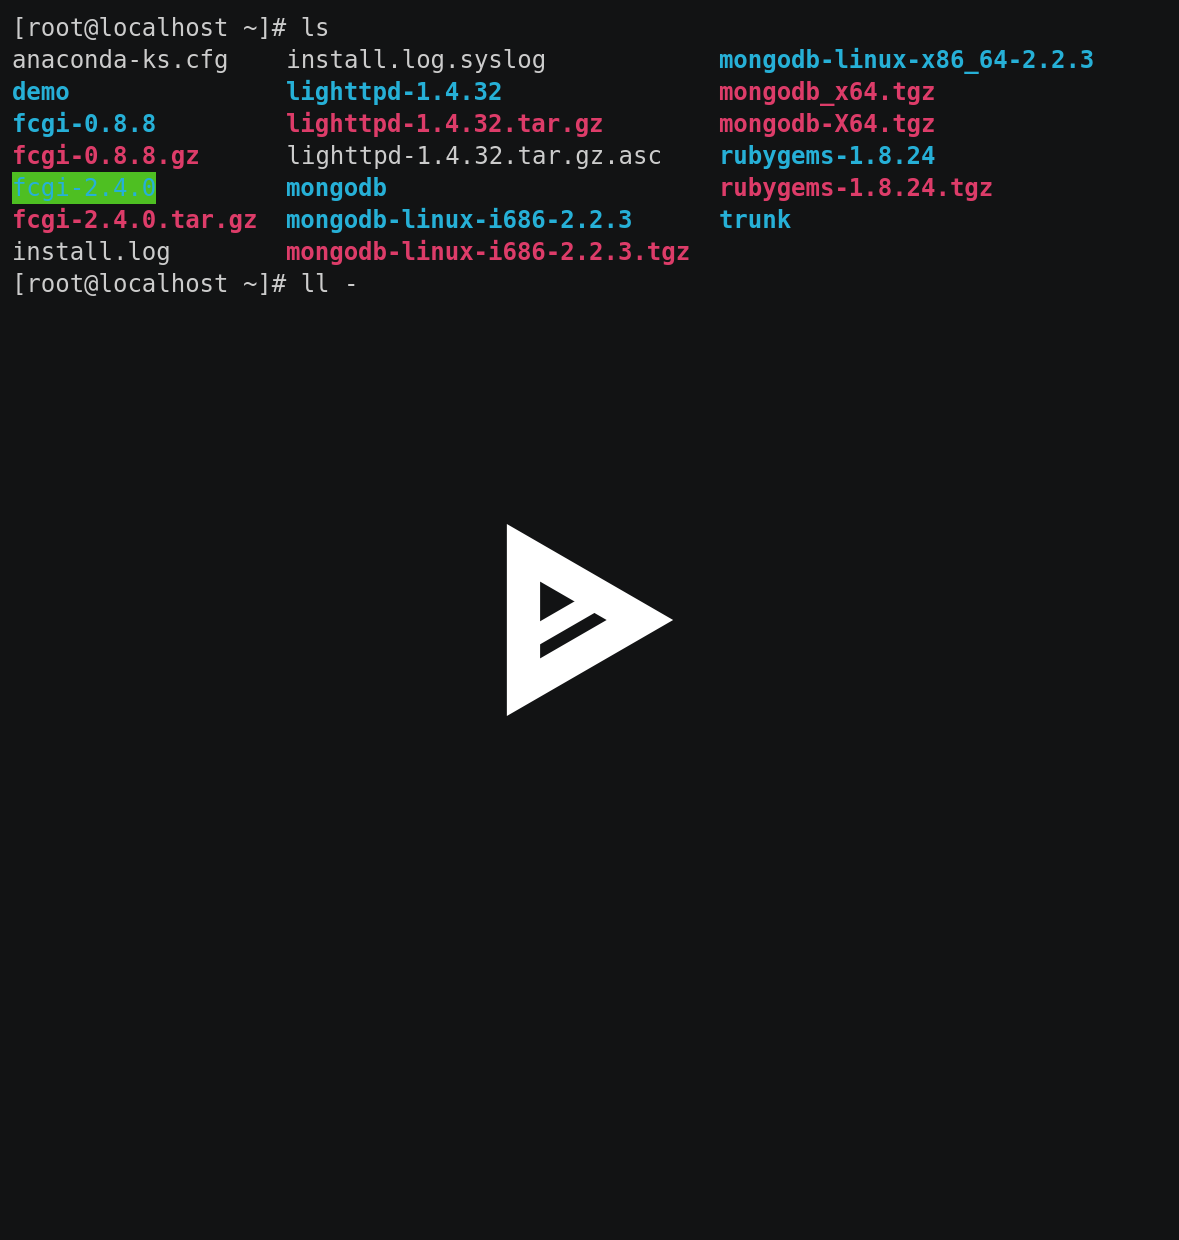 [root@localhost ~]# ls
anaconda-ks.cfg    install.log.syslog            mongodb-linux-x86_64-2.2.3
demo               lighttpd-1.4.32               mongodb_x64.tgz
fcgi-0.8.8         lighttpd-1.4.32.tar.gz        mongodb-X64.tgz
fcgi-0.8.8.gz      lighttpd-1.4.32.tar.gz.asc    rubygems-1.8.24
fcgi-2.4.0         mongodb                       rubygems-1.8.24.tgz
fcgi-2.4.0.tar.gz  mongodb-linux-i686-2.2.3      trunk
install.log        mongodb-linux-i686-2.2.3.tgz
[root@localhost ~]# ll -